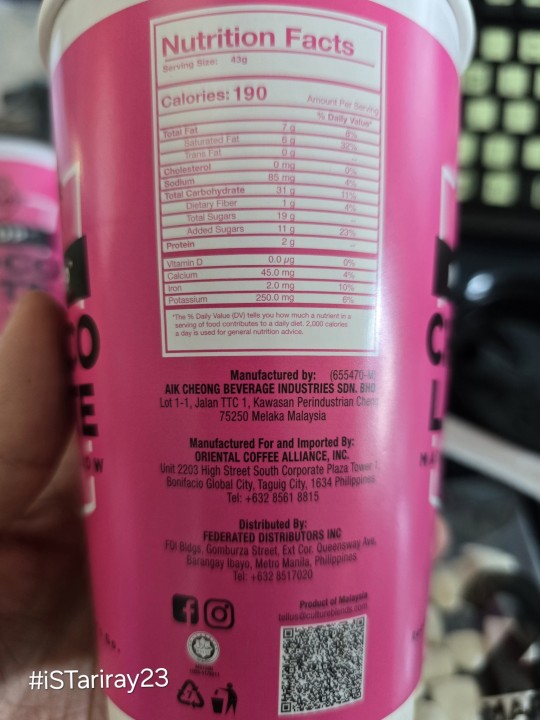 Nutrition Facts
Serving Size: 43g
Calories: 190
Amount Per Serving
% Daily Value*
Total Fat 7 g 8%
Saturated Fat 6 g 32%
Trans Fat 0 g --
Cholesterol 0 mg 0%
Sodium 85 mg 4%
Total Carbohydrate 31 g 11%
Dietary Fiber 1 g 4%
Total Sugars 19 g --
Added Sugars 11 g 23%
Protein 2 g --
Vitamin D 0.0 µg 0%
Calcium 45.0 mg 4%
Iron 2.0 mg 10%
Potassium 250.0 mg 6%
*The % Daily Value (DV) tells you how much a nutrient in a
serving of food contributes to a daily diet. 2,000 calories
a day is used for general nutrition advice.
Manufactured by: (655470-M)
AIK CHEONG BEVERAGE INDUSTRIES SDN. BHD.
Lot 1-1, Jalan TTC 1, Kawasan Perindustrian Cheng
75250 Melaka Malaysia
Manufactured For and Imported By:
ORIENTAL COFFEE ALLIANCE, INC.
Unit 2203 High Street South Corporate Plaza Tower
Bonifacio Global City, Taguig City, 1634 Philippines
Tel: +632 8561 8815
Distributed By:
FEDERATED DISTRIBUTORS INC
FDI Bldgs. Gomburza Street, Ext Cor. Queensway Ave,
Barangay Ibayo, Metro Manila, Philippines
Tel: +632 8517020
Product of Malaysia
#iSTariray23